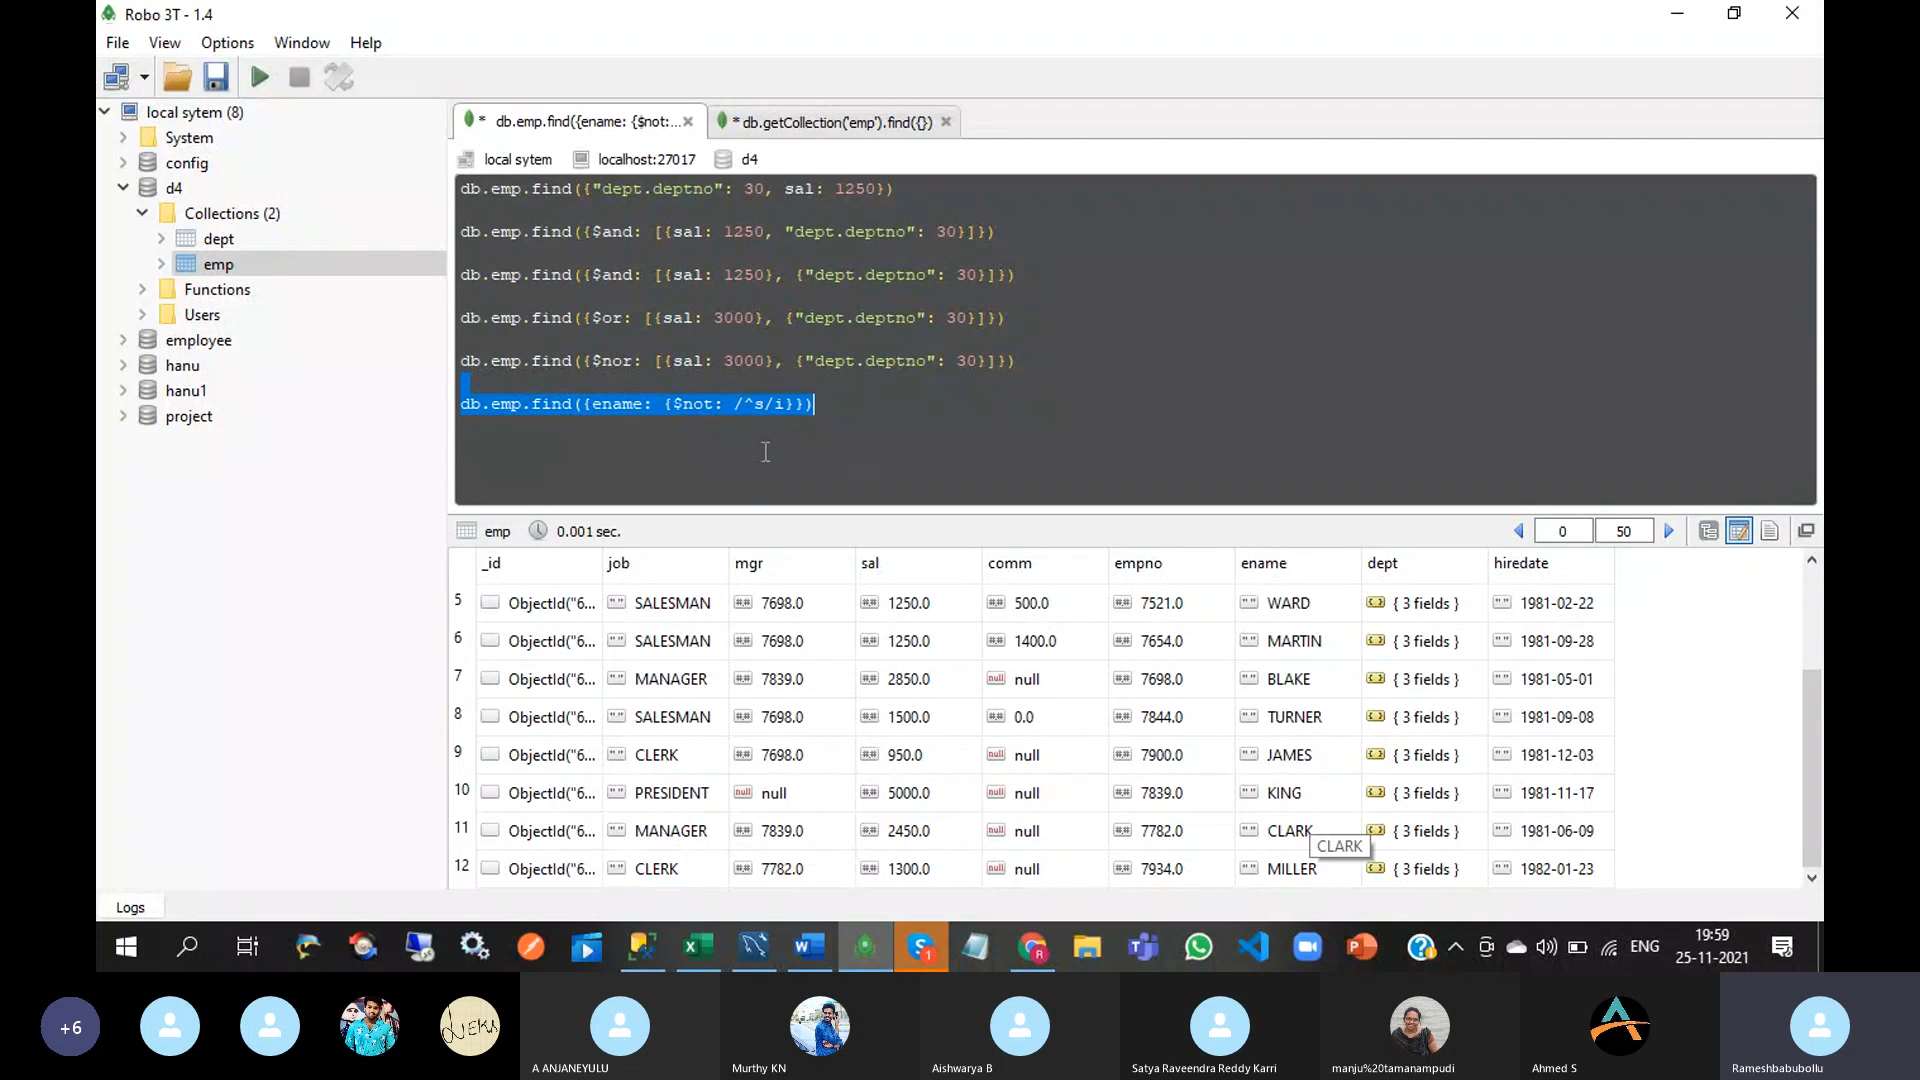 Robo 3T - 1.4
File View Options Window Help
local sytem (8)
System
config
d4
Collections (2)
dept
emp
Functions
Users
employee
hanu
hanu1
project
* db.emp.find({ename: {$not:... * db.getCollection('emp').find({})
local sytem localhost:27017 d4
db.emp.find({"dept.deptno": 30, sal: 1250})
db.emp.find({$and: [{sal: 1250, "dept.deptno": 30}]})
db.emp.find({$and: [{sal: 1250}, {"dept.deptno": 30}]})
db.emp.find({$or: [{sal: 3000}, {"dept.deptno": 30}]})
db.emp.find({$nor: [{sal: 3000}, {"dept.deptno": 30}]})
db.emp.find({ename: {$not: /^s/i}})
emp 0.001 sec. 0 50
_id job mgr sal comm empno ename dept hiredate
5 ObjectId("6... SALESMAN 7698.0 1250.0 500.0 7521.0 WARD { 3 fields } 1981-02-22
6 ObjectId("6... SALESMAN 7698.0 1250.0 1400.0 7654.0 MARTIN { 3 fields } 1981-09-28
7 ObjectId("6... MANAGER 7839.0 2850.0 null 7698.0 BLAKE { 3 fields } 1981-05-01
8 ObjectId("6... SALESMAN 7698.0 1500.0 0.0 7844.0 TURNER { 3 fields } 1981-09-08
9 ObjectId("6... CLERK 7698.0 950.0 null 7900.0 JAMES { 3 fields } 1981-12-03
10 ObjectId("6... PRESIDENT null 5000.0 null 7839.0 KING { 3 fields } 1981-11-17
11 ObjectId("6... MANAGER 7839.0 2450.0 null 7782.0 CLARK { 3 fields } 1981-06-09
CLARK
12 ObjectId("6... CLERK 7782.0 1300.0 null 7934.0 MILLER { 3 fields } 1982-01-23
Logs
ENG
19:59
25-11-2021
+6
A ANJANEYULU
Murthy KN
Aishwarya B
Satya Raveendra Reddy Karri
manju%20tamanampudi
Ahmed S
Rameshbabubollu